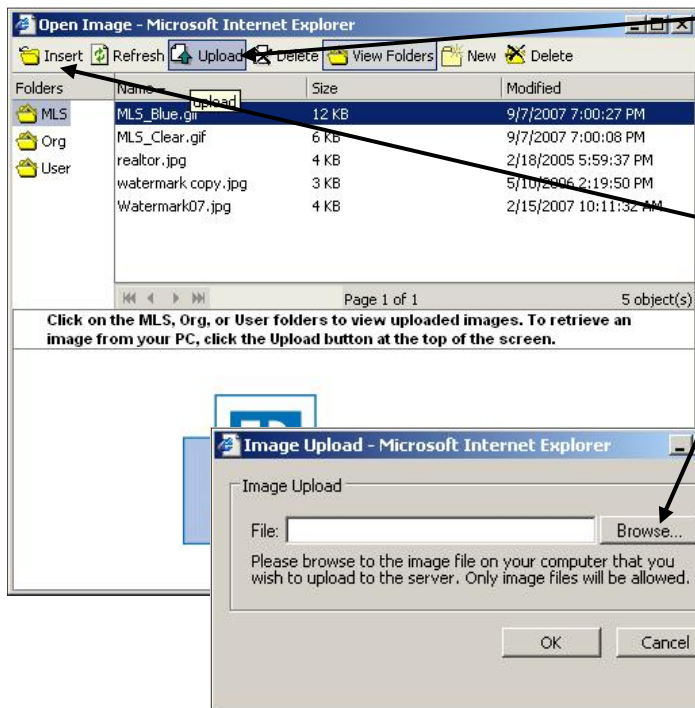 Open Image - Microsoft Internet Explorer
Insert Refresh Upload Delete View Folders New Delete
Folders Name Size Modified
upload
MLS MLS_Blue.gif 12 KB 9/7/2007 7:00:27 PM
Org MLS_Clear.gif 6 KB 9/7/2007 7:00:08 PM
realtor.jpg 4 KB 2/18/2005 5:59:37 PM
User watermark copy.jpg 3 KB 5/10/2006 2:19:50 PM
Watermark07.jpg 4 KB 2/15/2007 10:11:32 AM
Page 1 of 1 5 object(s)
Click on the MLS, Org, or User folders to view uploaded images. To retrieve an
image from your PC, click the Upload button at the top of the screen.
Image Upload - Microsoft Internet Explorer
Image Upload
File: Browse...
Please browse to the image file on your computer that you
wish to upload to the server. Only image files will be allowed.
OK Cancel